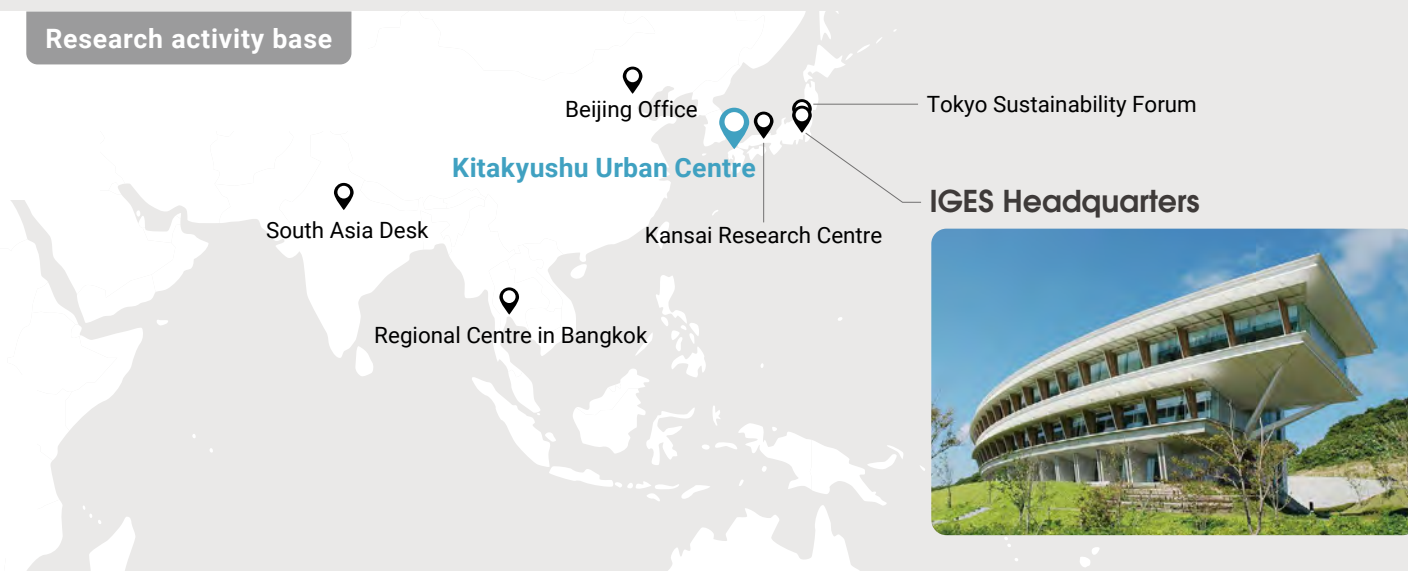 Research activity base
Beijing Office
Tokyo Sustainability Forum
Kitakyushu Urban Centre
IGES Headquarters
South Asia Desk
Kansai Research Centre
Regional Centre in Bangkok